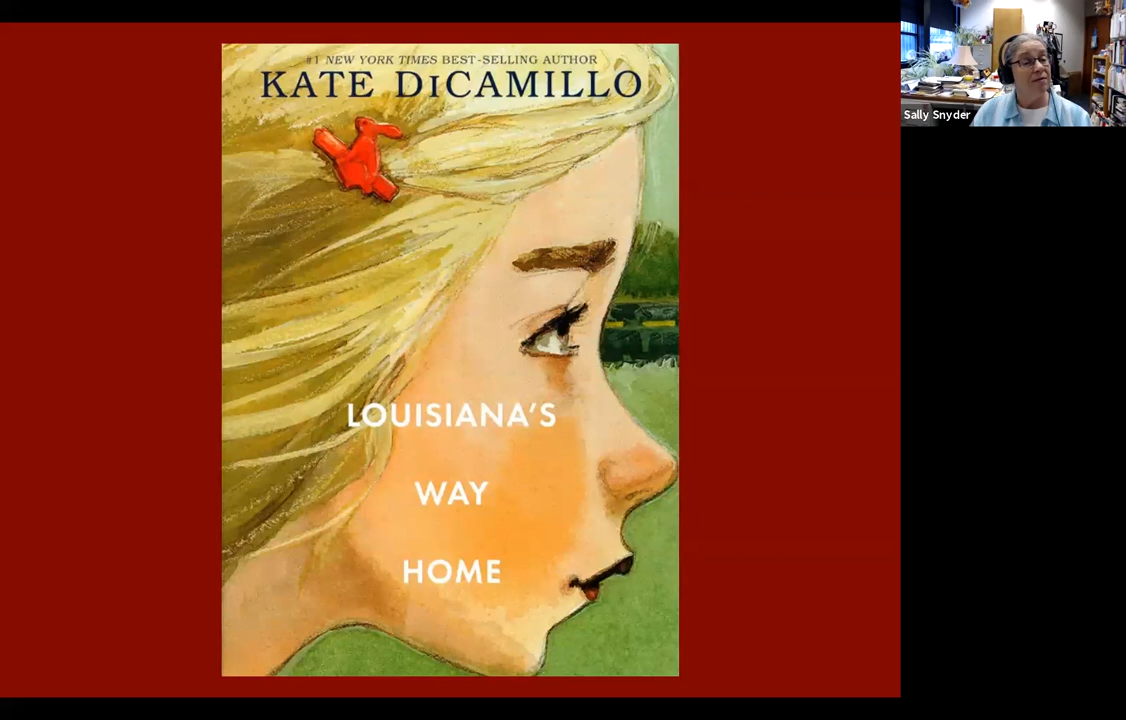 #1 NEW YORK TIMES BEST-SELLING AUTHOR
KATE DiCAMILLO
LOUISIANA'S
WAY
HOME
Sally Snyder